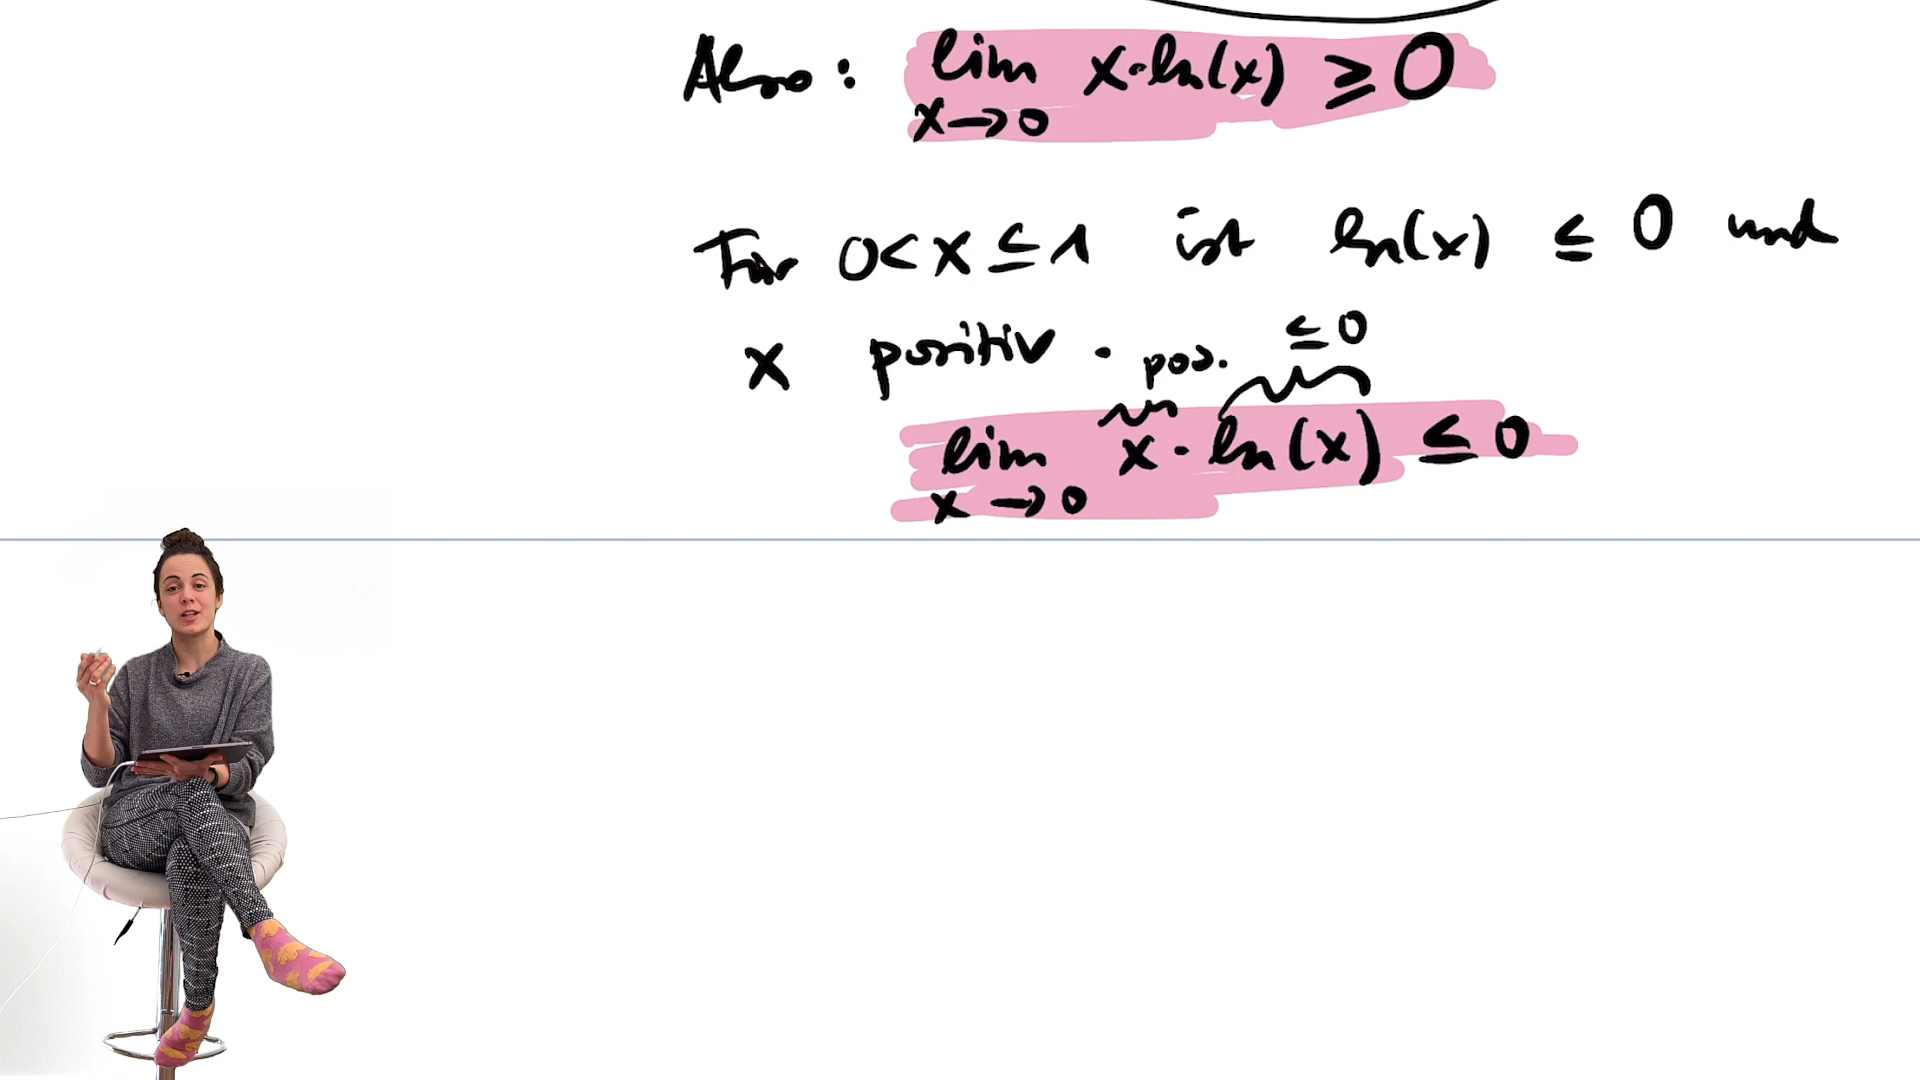 Also: lim x·ln(x) ≥ 0
x→0
Für 0<x≤1 ist ln(x) ≤ 0 und
x positiv.
pos. ≤0
lim x·ln(x) ≤ 0
x→0